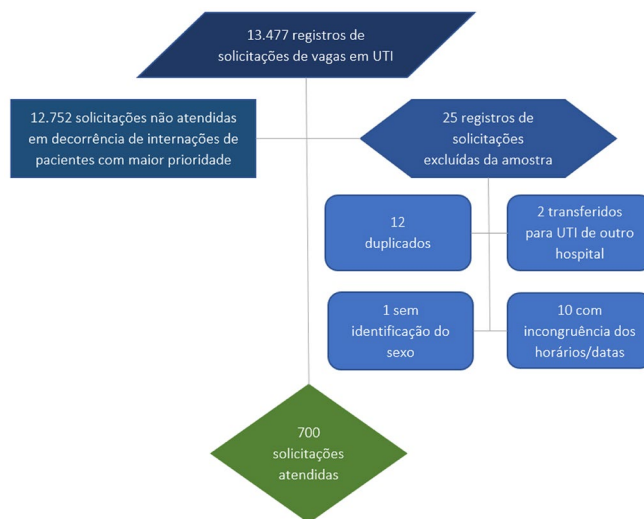 13.477 registros de
solicitações de vagas em UTI
12.752 solicitações não atendidas
em decorrência de internações de
pacientes com maior prioridade
25 registros de
solicitações
excluídas da amostra
12
duplicados
2 transferidos
para UTI de outro
hospital
1 sem
identificação do
sexo
10 com
incongruência dos
horários/datas
700
solicitações
atendidas